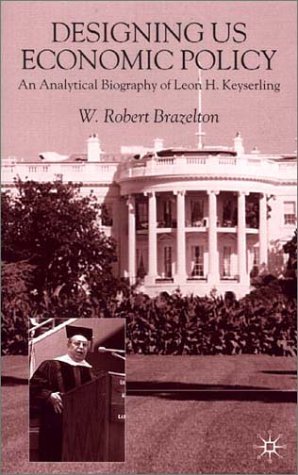 DESIGNING US
ECONOMIC POLICY
An Analytical Biography of Leon H. Keyserling
W. Robert Brazelton